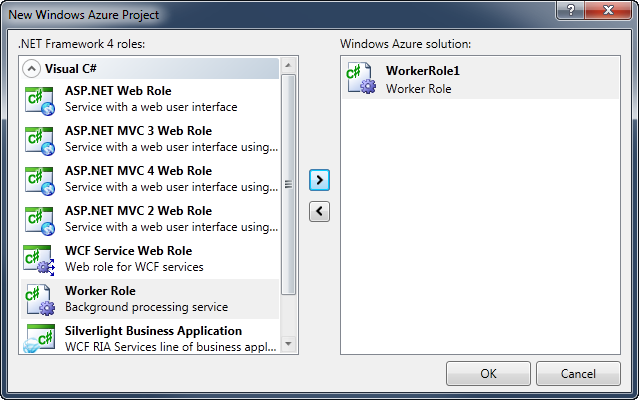 New Windows Azure Project
.NET Framework 4 roles:
Windows Azure solution:
Visual C#
ASP.NET Web Role
Service with a web user interface
ASP.NET MVC 3 Web Role
Service with a web user interface using...
ASP.NET MVC 4 Web Role
Service with a web user interface using...
ASP.NET MVC 2 Web Role
Service with a web user interface using...
WCF Service Web Role
Web role for WCF services
Worker Role
Background processing service
Silverlight Business Application
WCF RIA Services line of business appl...
WorkerRole1
Worker Role
OK
Cancel